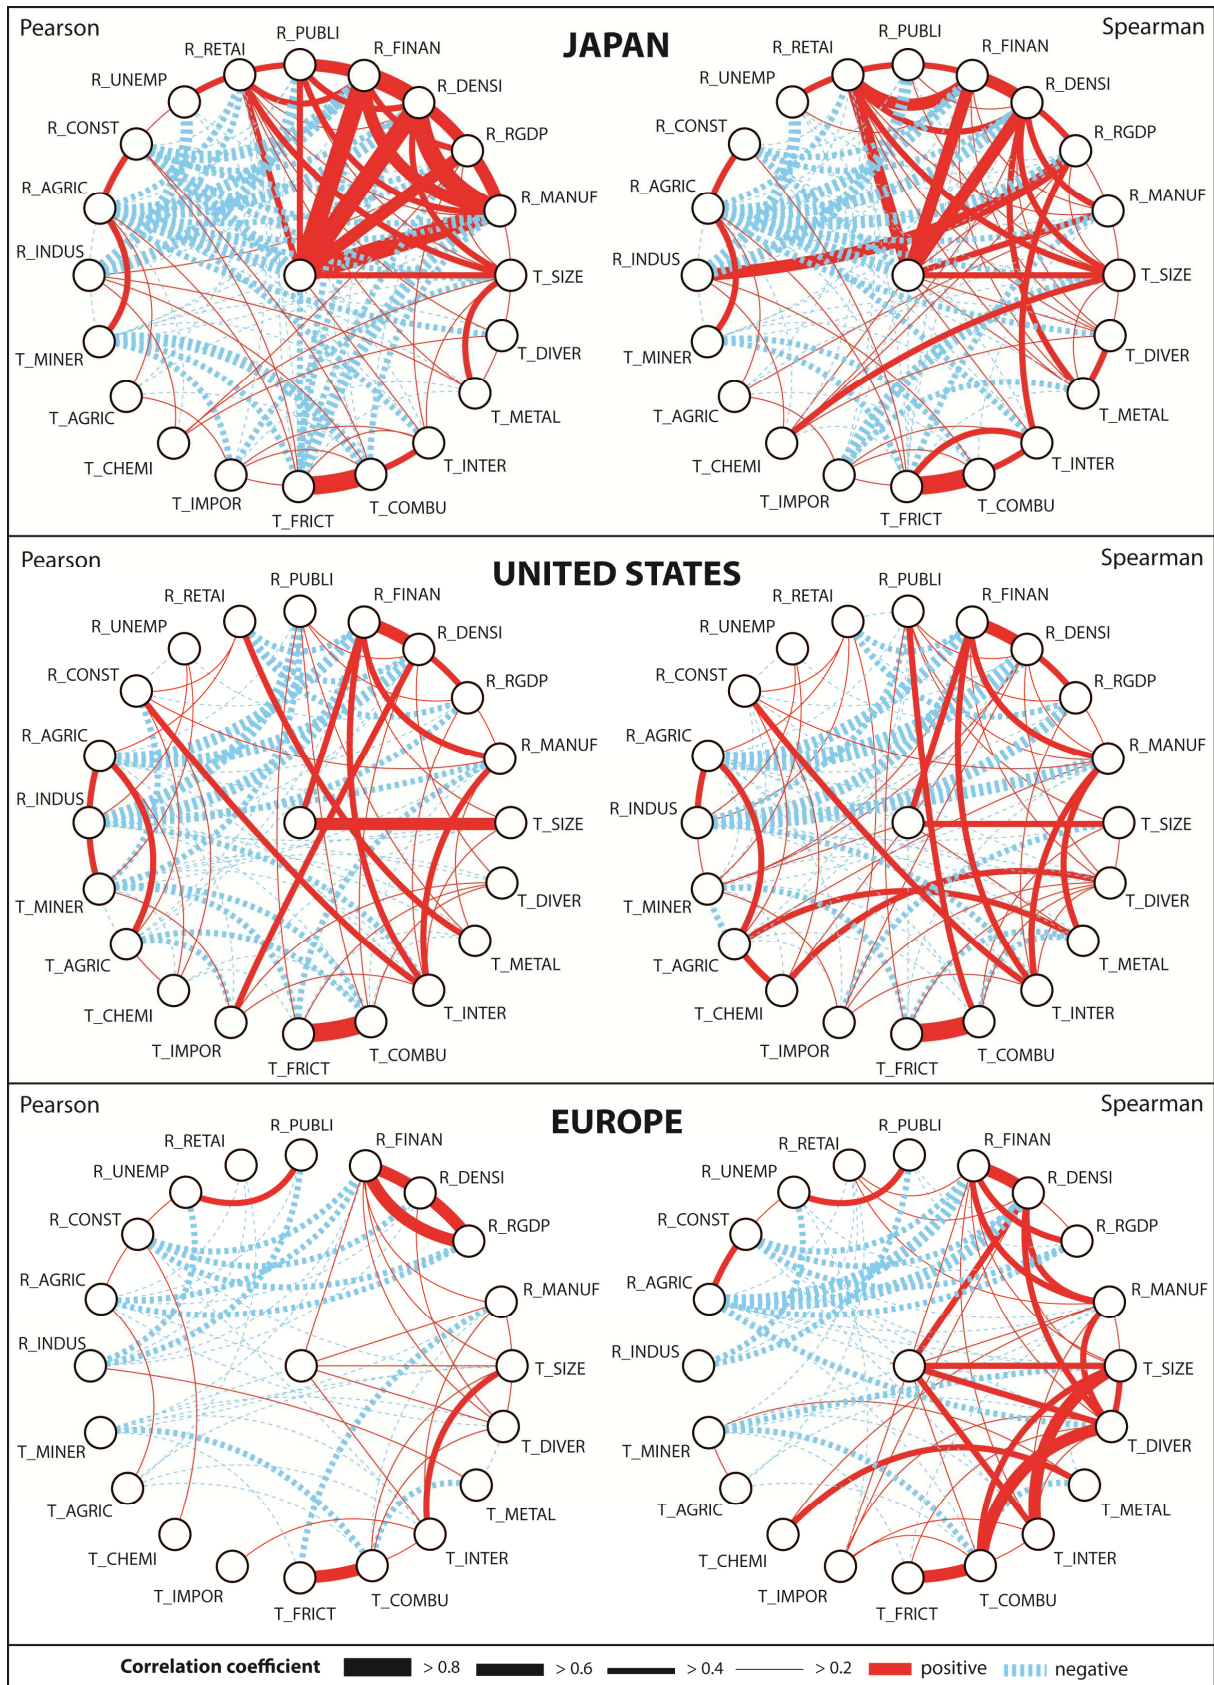 Pearson
JAPAN
Spearman
R_PUBLI
R_RETAI
R_FINAN
R_UNEMP
R_DENSI
R_CONST
R_RGDP
R_AGRIC
R_MANUF
R_INDUS
T_SIZE
T_MINER
T_DIVER
T_AGRIC
T_METAL
T_CHEMI
T_INTER
T_IMPOR
T_COMBU
T_FRICT
R_PUBLI
R_RETAI
R_FINAN
R_UNEMP
R_DENSI
R_CONST
R_RGDP
R_AGRIC
R_MANUF
R_INDUS
T_SIZE
T_MINER
T_DIVER
T_AGRIC
T_METAL
T_CHEMI
T_INTER
T_IMPOR
T_COMBU
T_FRICT
Pearson
UNITED STATES
Spearman
R_PUBLI
R_RETAI
R_FINAN
R_UNEMP
R_DENSI
R_CONST
R_RGDP
R_AGRIC
R_MANUF
R_INDUS
T_SIZE
T_MINER
T_DIVER
T_AGRIC
T_METAL
T_CHEMI
T_INTER
T_IMPOR
T_COMBU
T_FRICT
R_PUBLI
R_RETAI
R_FINAN
R_UNEMP
R_DENSI
R_CONST
R_RGDP
R_AGRIC
R_MANUF
R_INDUS
T_SIZE
T_MINER
T_DIVER
T_AGRIC
T_METAL
T_CHEMI
T_INTER
T_IMPOR
T_COMBU
T_FRICT
Pearson
EUROPE
Spearman
R_PUBLI
R_RETAI
R_FINAN
R_UNEMP
R_DENSI
R_CONST
R_RGDP
R_AGRIC
R_MANUF
R_INDUS
T_SIZE
T_MINER
T_DIVER
T_AGRIC
T_METAL
T_CHEMI
T_INTER
T_IMPOR
T_COMBU
T_FRICT
R_PUBLI
R_RETAI
R_FINAN
R_UNEMP
R_DENSI
R_CONST
R_RGDP
R_AGRIC
R_MANUF
R_INDUS
T_SIZE
T_MINER
T_DIVER
T_AGRIC
T_METAL
T_CHEMI
T_INTER
T_IMPOR
T_COMBU
T_FRICT
Correlation coefficient > 0.8 > 0.6 > 0.4 > 0.2 positive negative